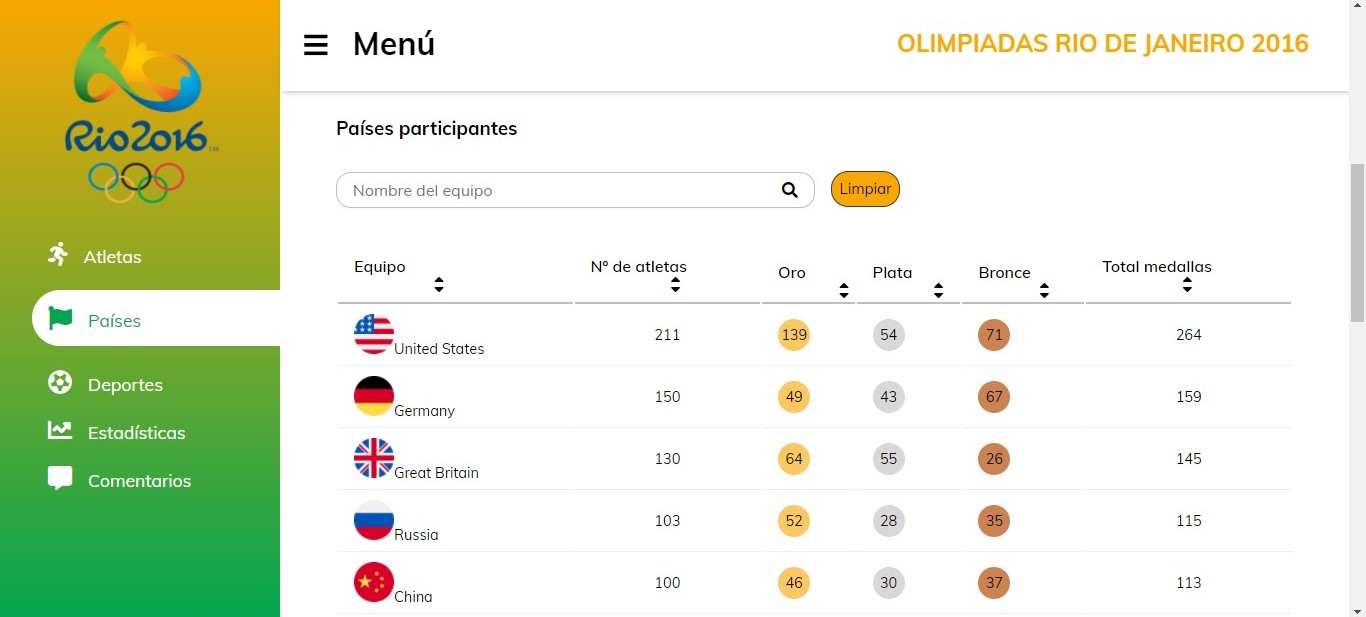 Rio2016™
Atletas
Países
Deportes
Estadísticas
Comentarios
Menú
OLIMPIADAS RIO DE JANEIRO 2016
Países participantes
Nombre del equipo
Limpiar
Equipo Nº de atletas Oro Plata Bronce Total medallas
United States 211 139 54 71 264
Germany 150 49 43 67 159
Great Britain 130 64 55 26 145
Russia 103 52 28 35 115
China 100 46 30 37 113